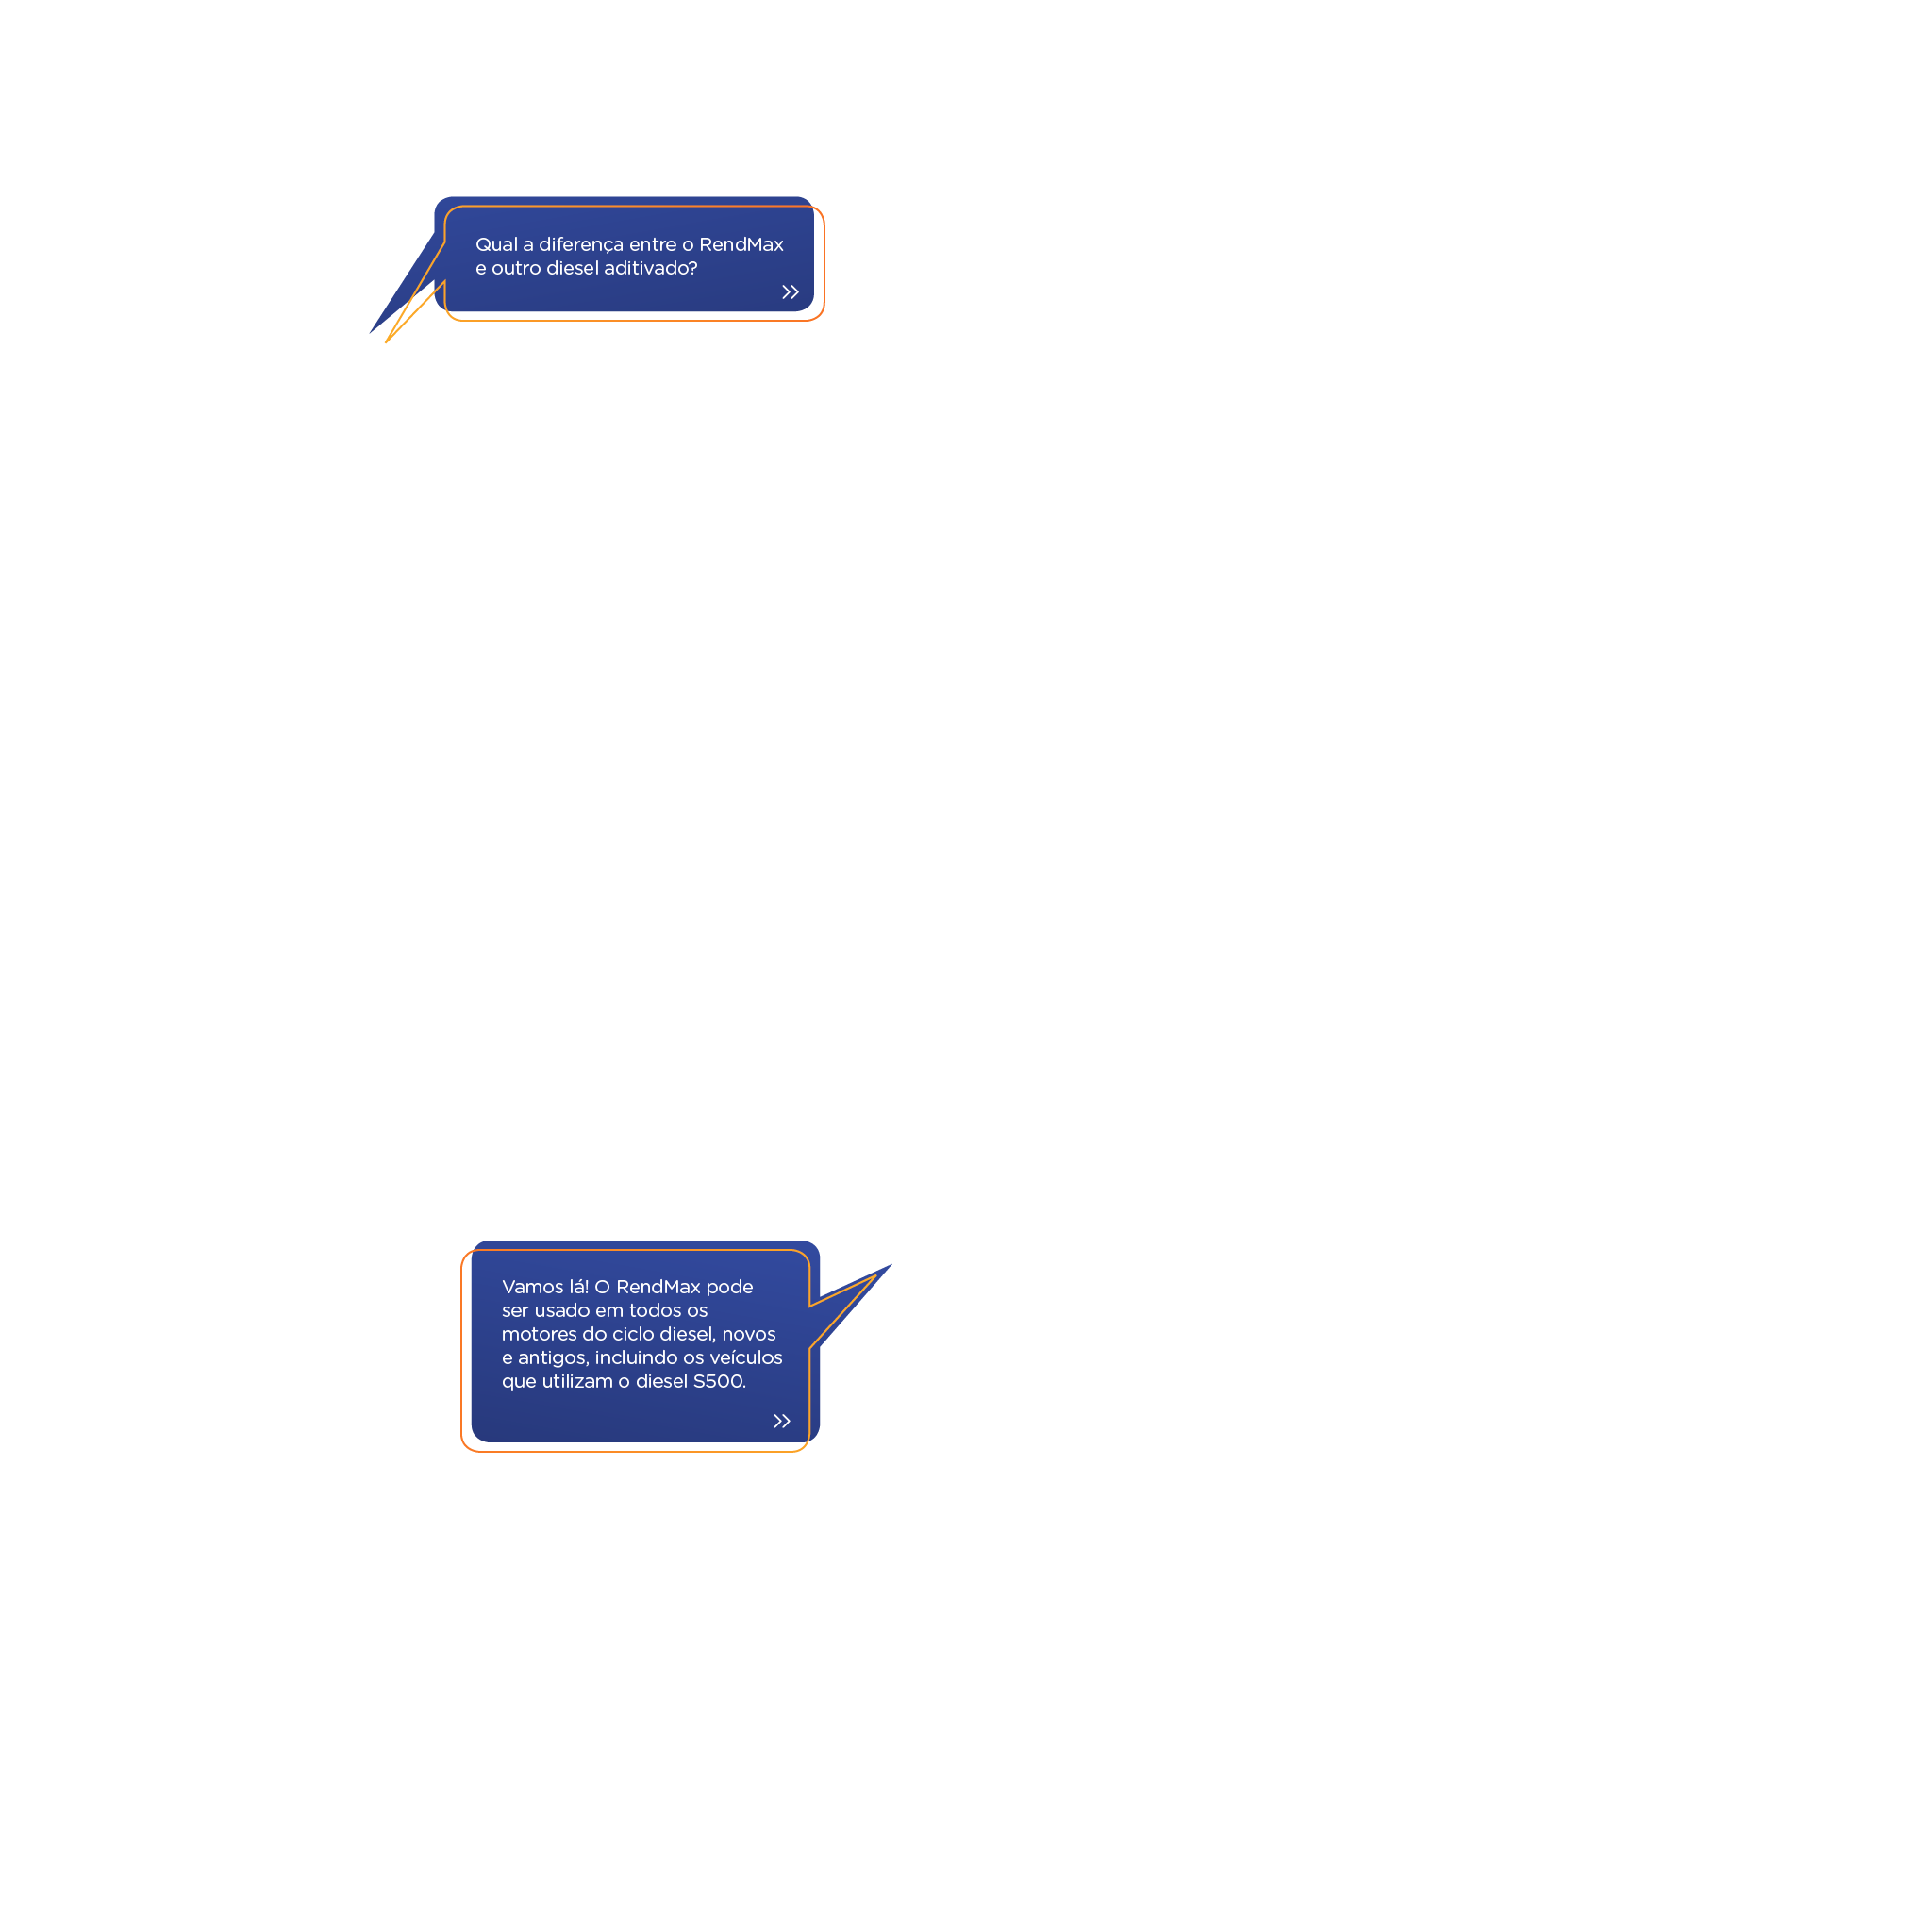 Qual a diferença entre o RendMax
e outro diesel aditivado?
Vamos lá! O RendMax pode
ser usado em todos os
motores do ciclo diesel, novos
e antigos, incluindo os veículos
que utilizam o diesel S500.